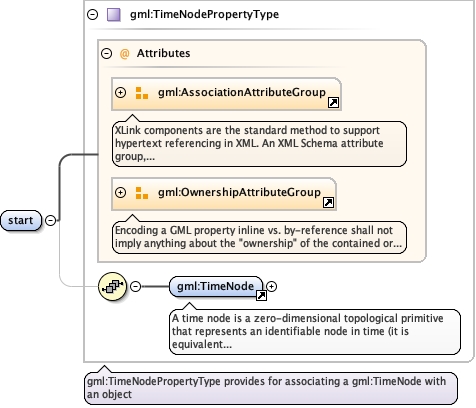 gml:TimeNodePropertyType
@ Attributes
gml:AssociationAttributeGroup
XLink components are the standard method to support
hypertext referencing in XML. An XML Schema attribute
group,...
gml:OwnershipAttributeGroup
Encoding a GML property inline vs. by-reference shall not
imply anything about the "ownership" of the contained or...
start
gml:TimeNode
A time node is a zero-dimensional topological primitive
that represents an identifiable node in time (it is
equivalent...
gml:TimeNodePropertyType provides for associating a gml:TimeNode with
an object